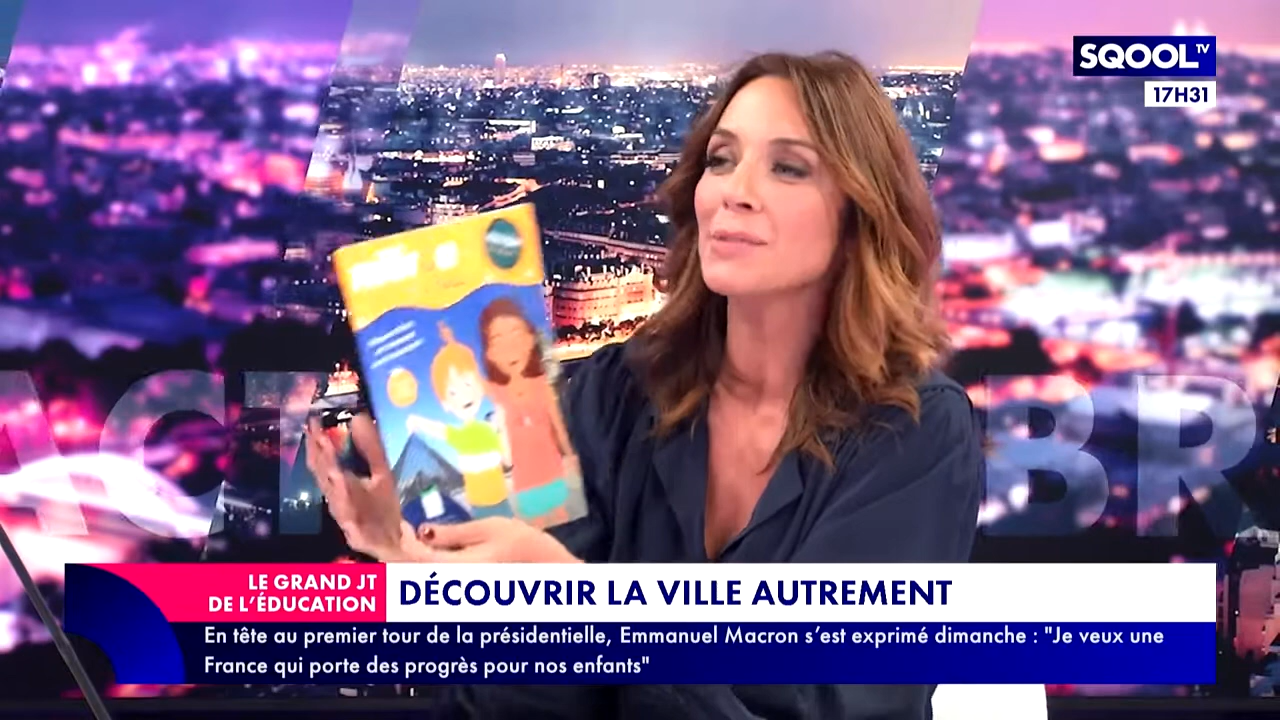 SQOOL TV
17H31
LE GRAND JT
DE L'ÉDUCATION
DÉCOUVRIR LA VILLE AUTREMENT
En tête au premier tour de la présidentielle, Emmanuel Macron s'est exprimé dimanche : "Je veux une
France qui porte des progrès pour nos enfants"